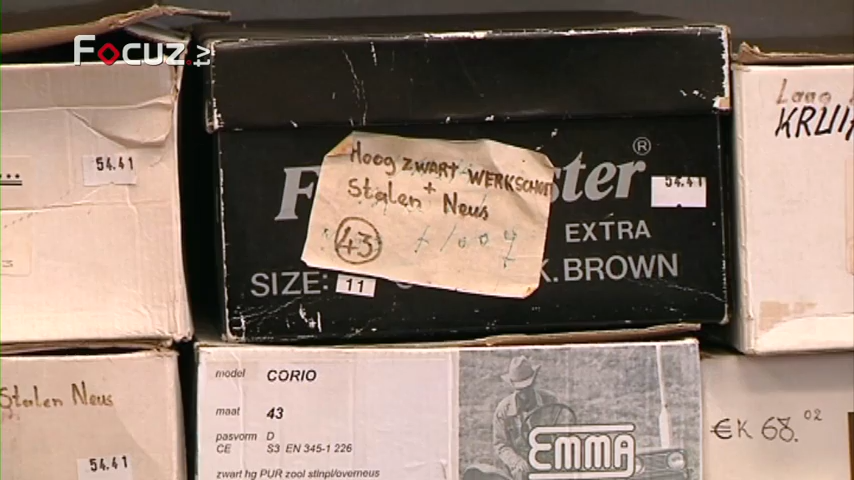 Focuz.tv
54.41
Hoog zwart werkschoen
+
Stalen Neus
43
F ster®
54.41
EXTRA
SIZE: 11
K. BROWN
KRUI
Stalen Neus
54.41
model CORIO
maat 43
pasvorm D
CE S3 EN 345-1 226
zwart hg PUR zool stinpl/overneus
EMMA
€K 68.02